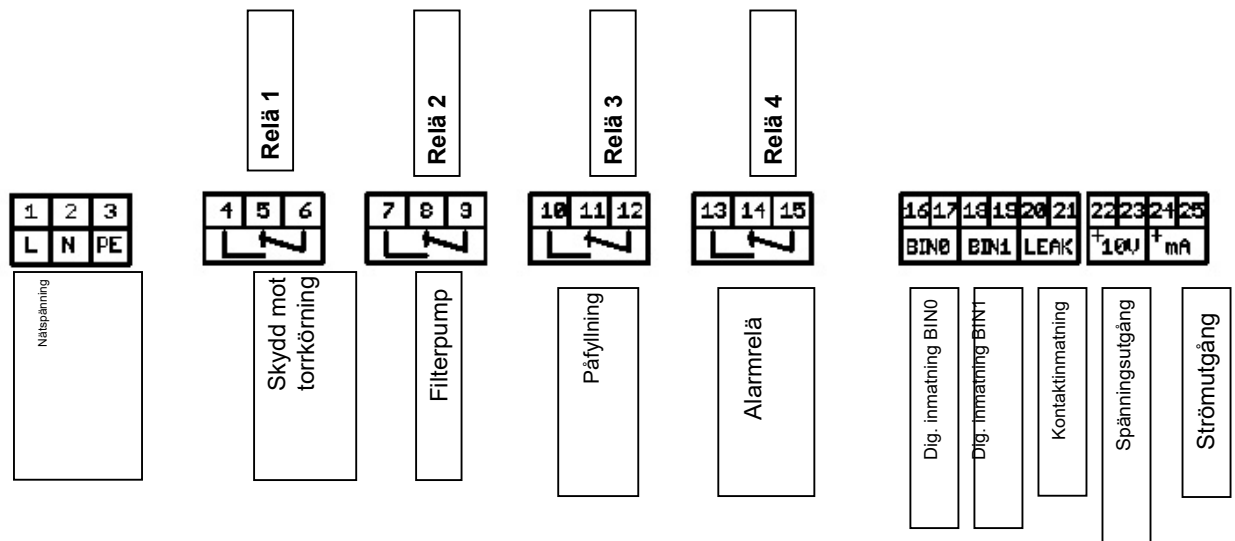 Relä 1
Relä 2
Relä 3
Relä 4
1 2 3
L N PE
4 5 6
7 8 9
10 11 12
13 14 15
16 17 18 19 20 21
BIN0 BIN1 LEAK
22 23 24 25
+10V +mA
Nätspänning
Skydd mot
torrkörning
Filterpump
Påfyllning
Alarmrelä
Dig. inmatning BIN0
Dig. inmatning BIN1
Kontaktinmatning
Spänningsutgång
Strömutgång